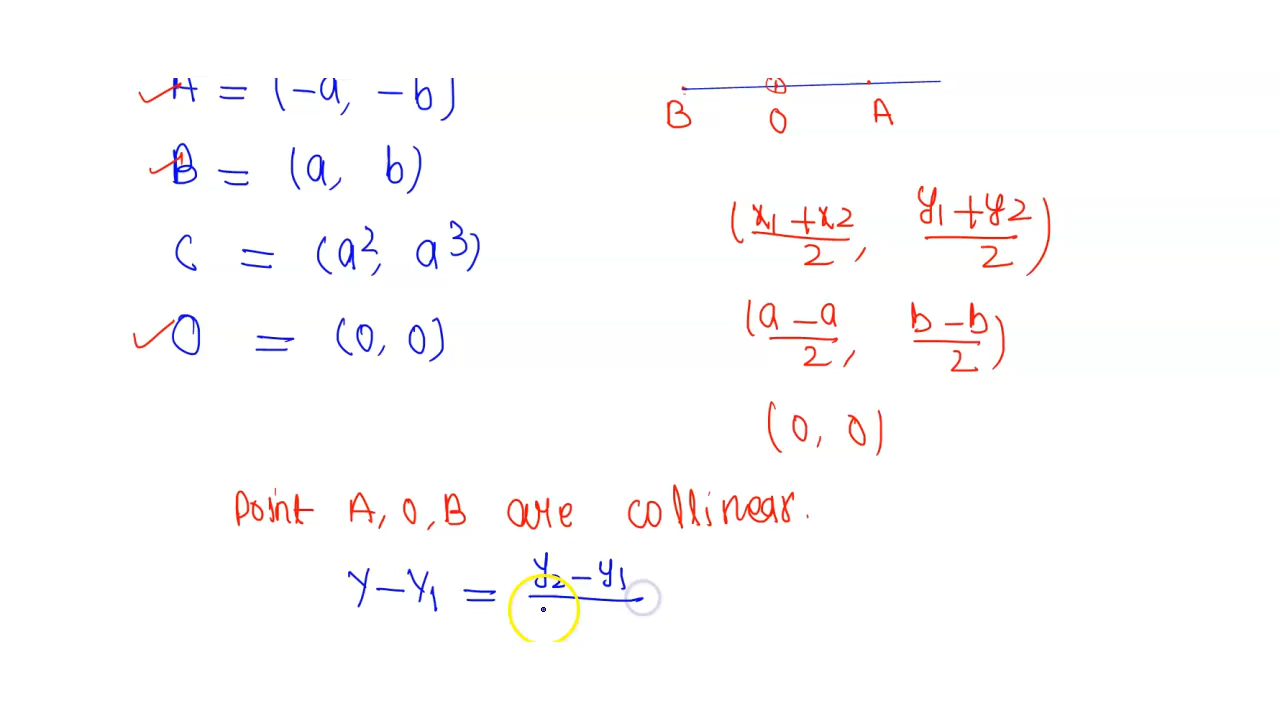 A = (-a, -b)
B = (a, b)
C = (a², a³)
O = (0, 0)
B O A
(x₁ + x2 / 2, y₁ + y2 / 2)
(a - a / 2, b - b / 2)
(0, 0)
Point A, O, B are collinear.
y - y₁ = y₂ - y₁